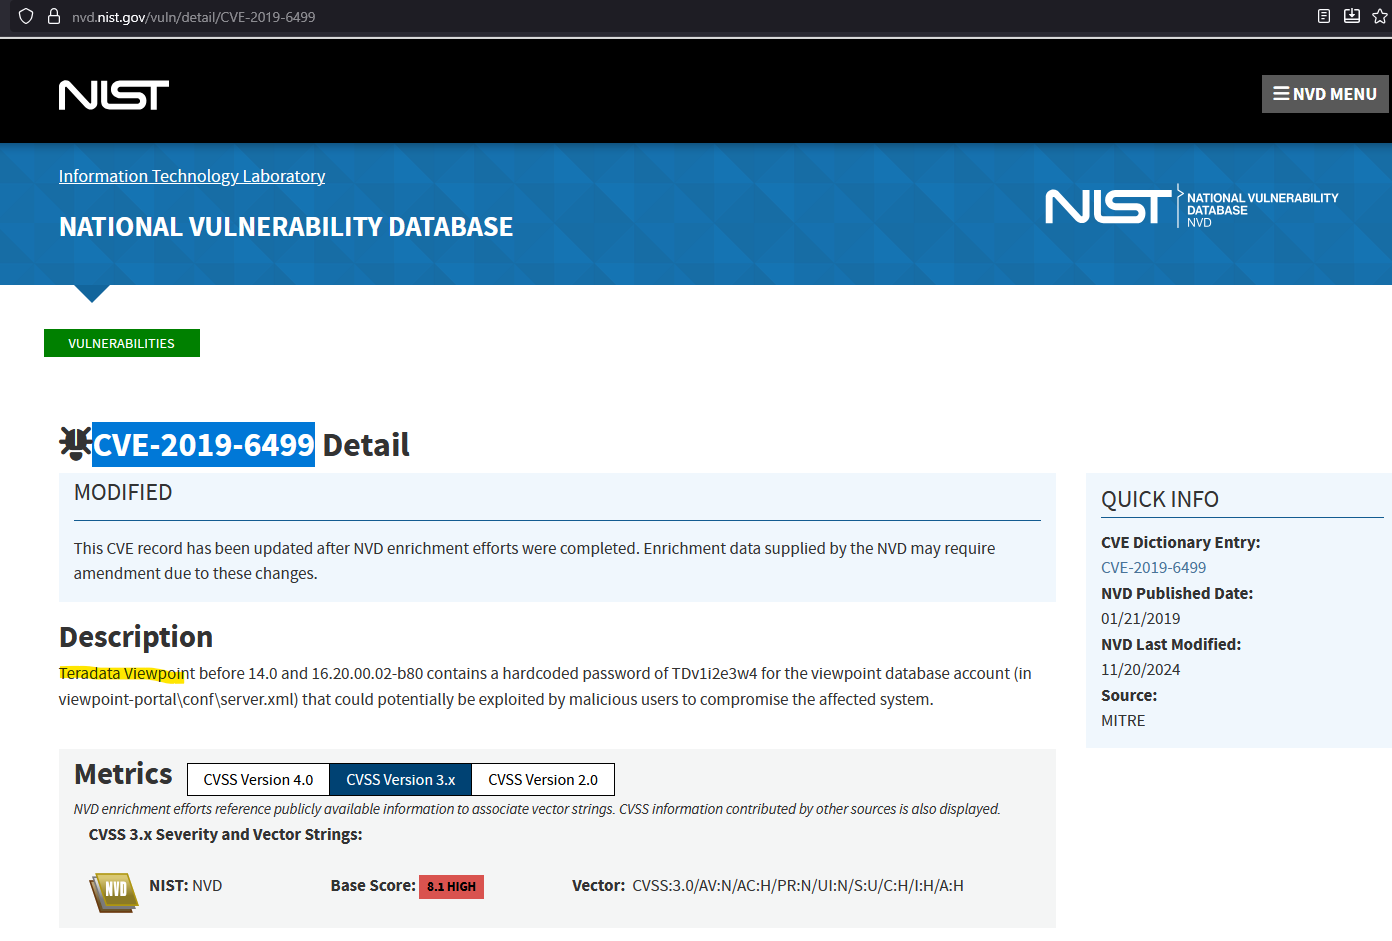 nvd.nist.gov/vuln/detail/CVE-2019-6499
NIST
NVD MENU
Information Technology Laboratory
NATIONAL VULNERABILITY DATABASE
NIST
NATIONAL VULNERABILITY
DATABASE
NVD
VULNERABILITIES
CVE-2019-6499 Detail
MODIFIED
This CVE record has been updated after NVD enrichment efforts were completed. Enrichment data supplied by the NVD may require
amendment due to these changes.
QUICK INFO
CVE Dictionary Entry:
CVE-2019-6499
NVD Published Date:
01/21/2019
NVD Last Modified:
11/20/2024
Source:
MITRE
Description
Teradata Viewpoint before 14.0 and 16.20.00.02-b80 contains a hardcoded password of TDv1i2e3w4 for the viewpoint database account (in
viewpoint-portal\conf\server.xml) that could potentially be exploited by malicious users to compromise the affected system.
Metrics
CVSS Version 4.0
CVSS Version 3.x
CVSS Version 2.0
NVD enrichment efforts reference publicly available information to associate vector strings. CVSS information contributed by other sources is also displayed.
CVSS 3.x Severity and Vector Strings:
NVD
NIST: NVD
Base Score: 8.1 HIGH
Vector: CVSS:3.0/AV:N/AC:H/PR:N/UI:N/S:U/C:H/I:H/A:H